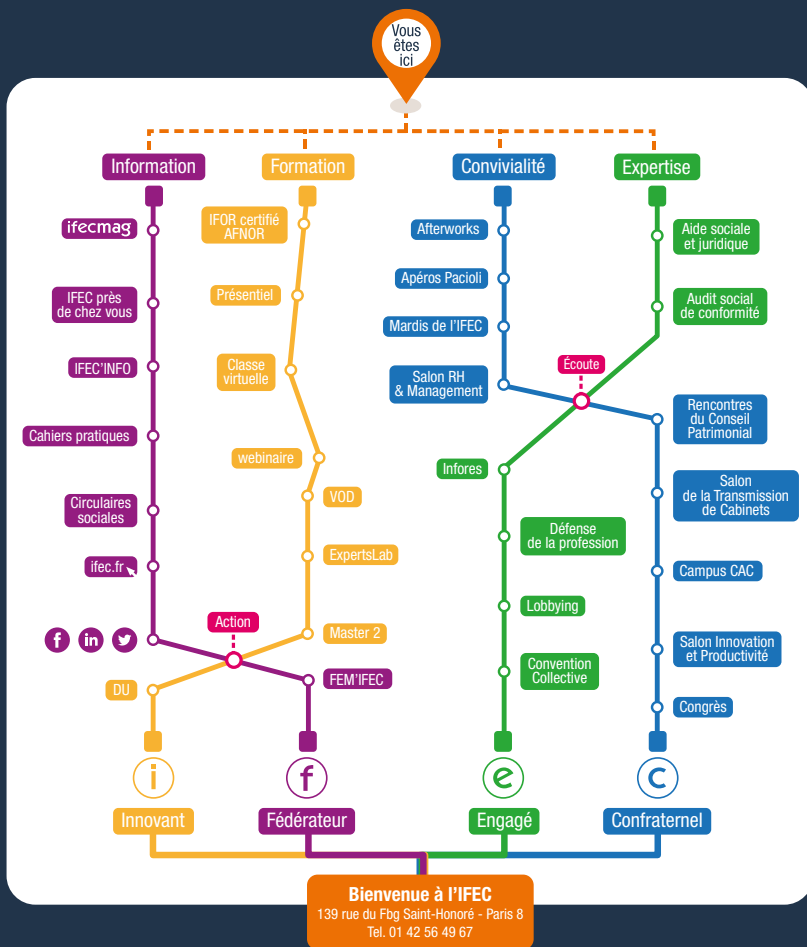 Vous
êtes
ici
Information
Formation
Convivialité
Expertise
ifecmag
IFEC près
de chez vous
IFEC'INFO
Cahiers pratiques
Circulaires
sociales
ifec.fr
f
in
IFOR certifié
AFNOR
Présentiel
Classe
virtuelle
webinaire
VOD
ExpertsLab
Master 2
Action
DU
FEM'IFEC
Afterworks
Apéros Pacioli
Mardis de l'IFEC
Salon RH
& Management
Écoute
Aide sociale
et juridique
Audit social
de conformité
Infores
Défense
de la profession
Lobbying
Convention
Collective
Rencontres
du Conseil
Patrimonial
Salon
de la Transmission
de Cabinets
Campus CAC
Salon Innovation
et Productivité
Congrès
i
f
e
c
Innovant
Fédérateur
Engagé
Confraternel
Bienvenue à l'IFEC
139 rue du Fbg Saint-Honoré - Paris 8
Tel. 01 42 56 49 67